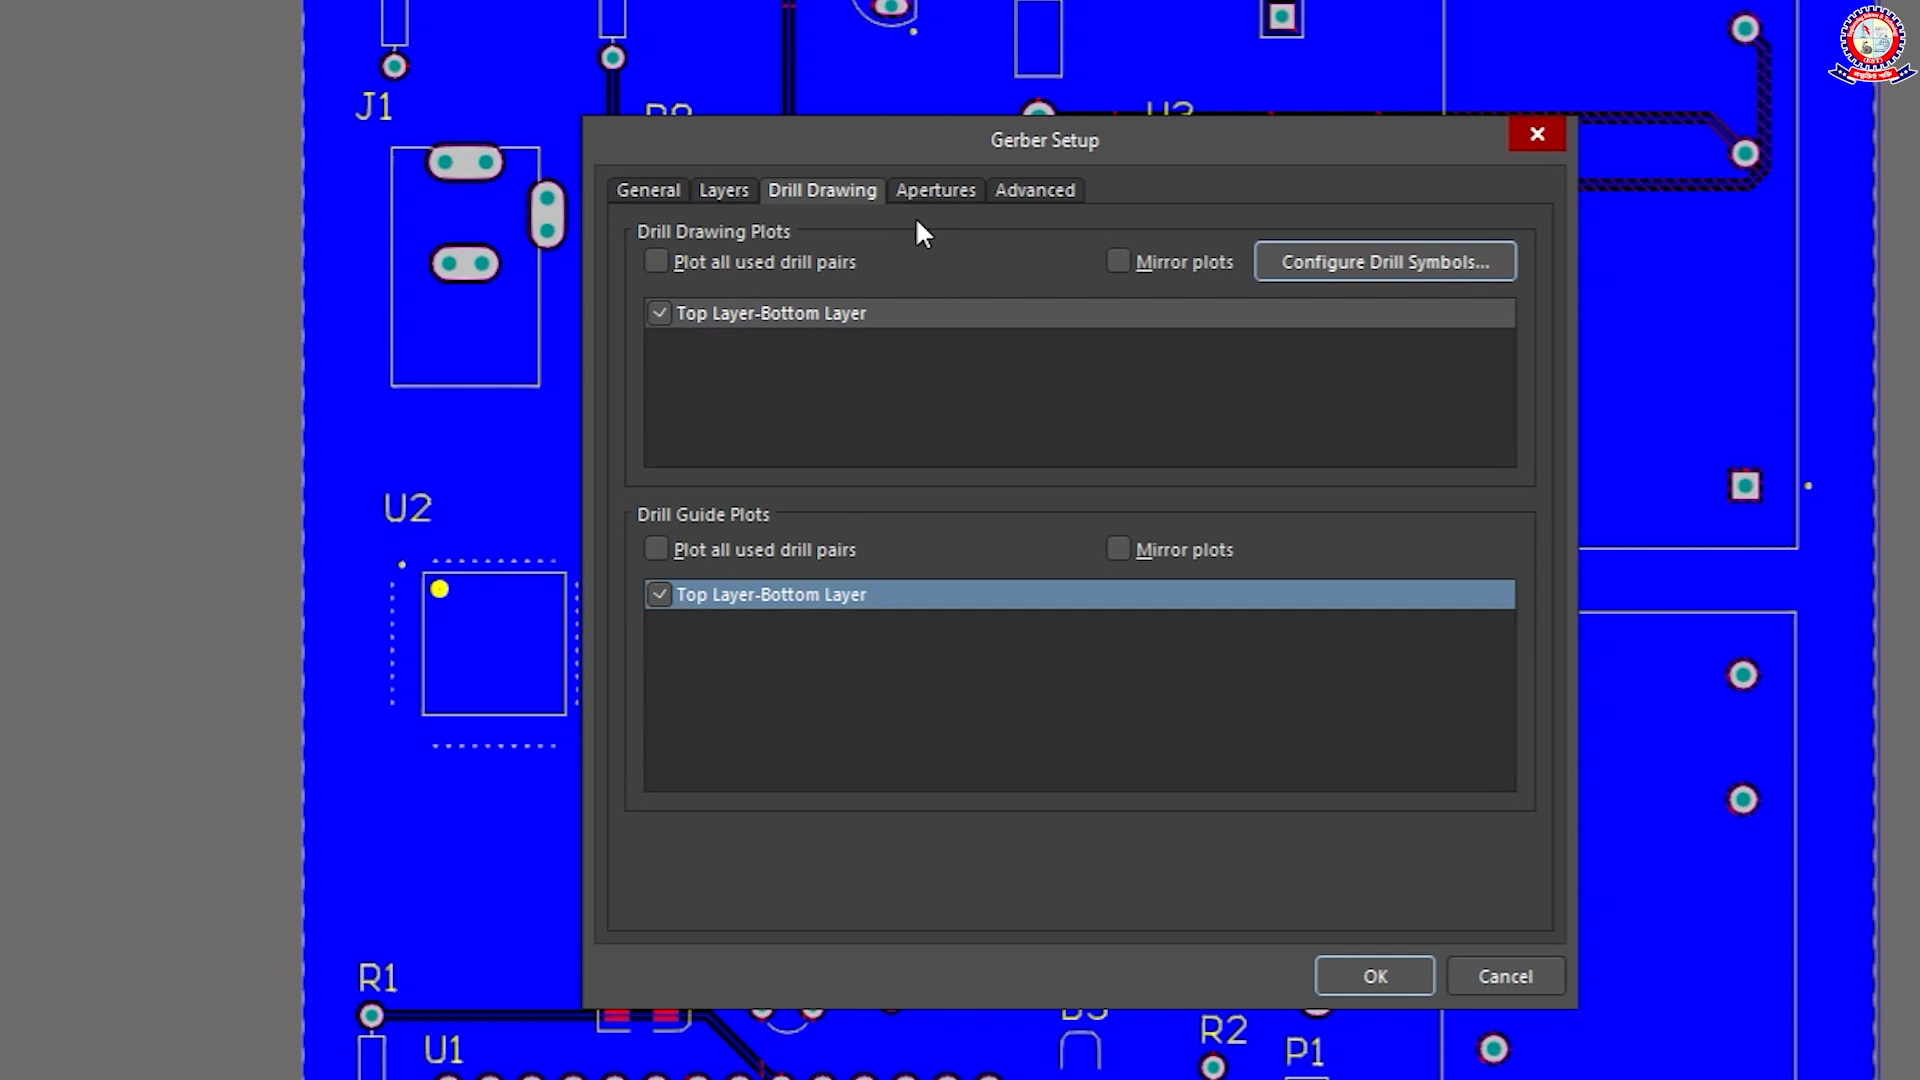 J1
Gerber Setup
General
Layers
Drill Drawing
Apertures
Advanced
Drill Drawing Plots
Plot all used drill pairs
Mirror plots
Configure Drill Symbols...
Top Layer-Bottom Layer
U2
Drill Guide Plots
Plot all used drill pairs
Mirror plots
Top Layer-Bottom Layer
OK
Cancel
R1
U1
R2
P1